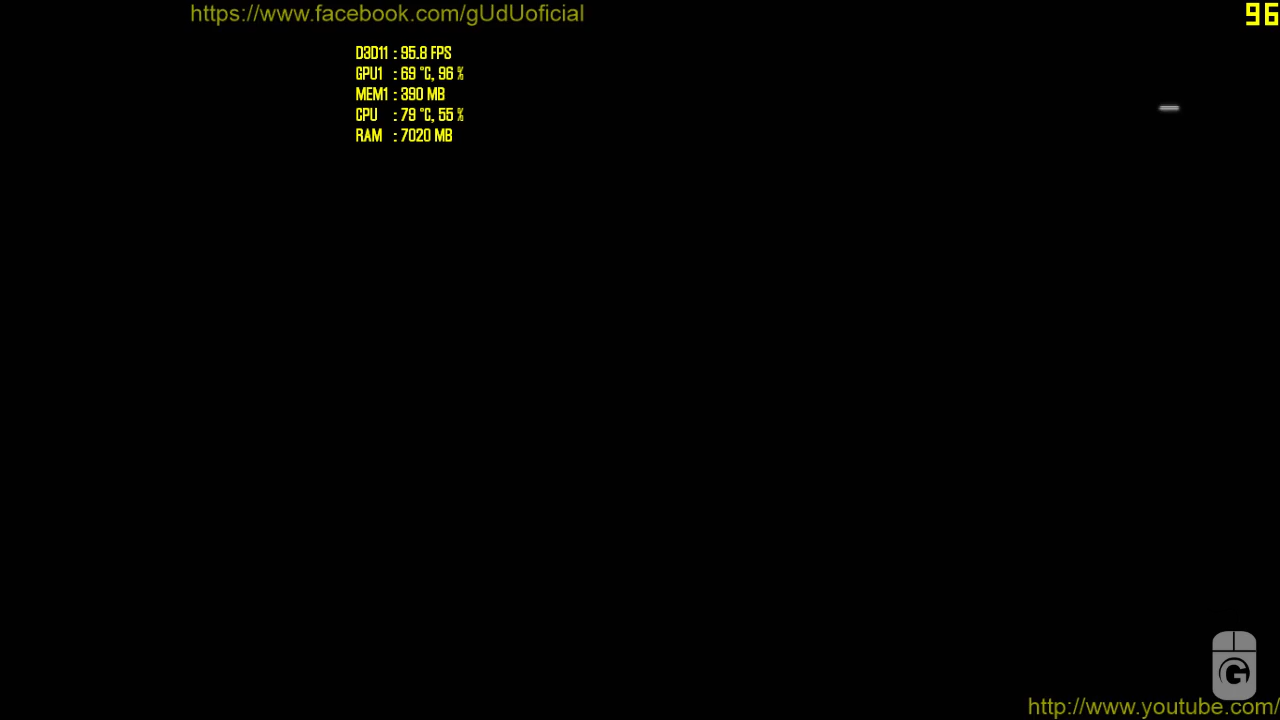 https://www.facebook.com/gUdUoficial
96
D3D11 : 95.8 FPS
GPU1 : 69 °C, 96 %
MEM1 : 390 MB
CPU : 79 °C, 55 %
RAM : 7020 MB
G
http://www.youtube.com/